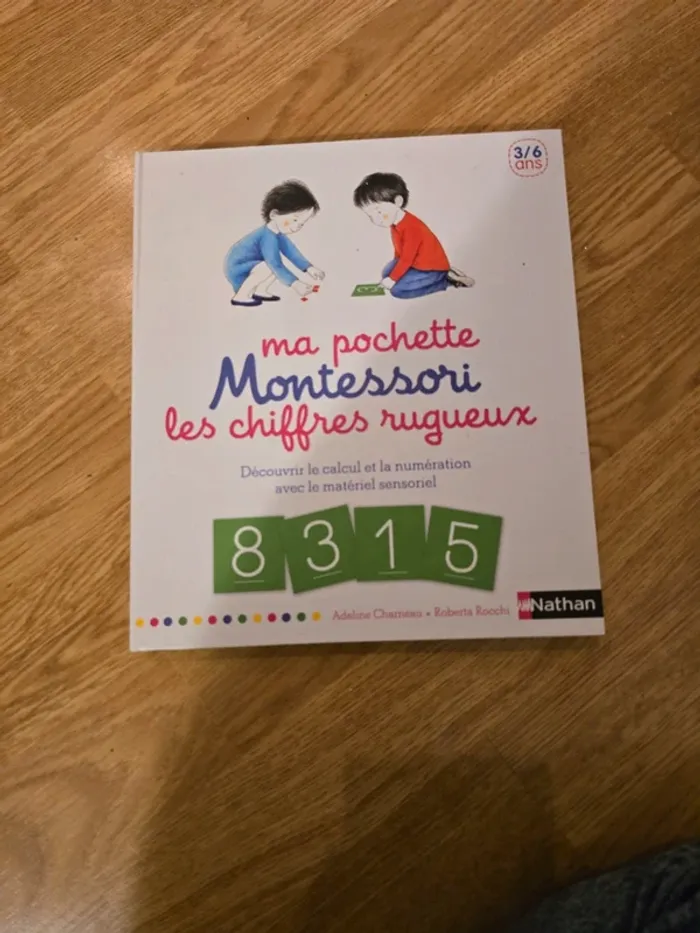 3/6
ans
ma pochette
Montessori
les chiffres rugueux
Découvrir le calcul et la numération
avec le matériel sensoriel
8 3 1 5
Adeline Charneau • Roberta Rocchi
Nathan